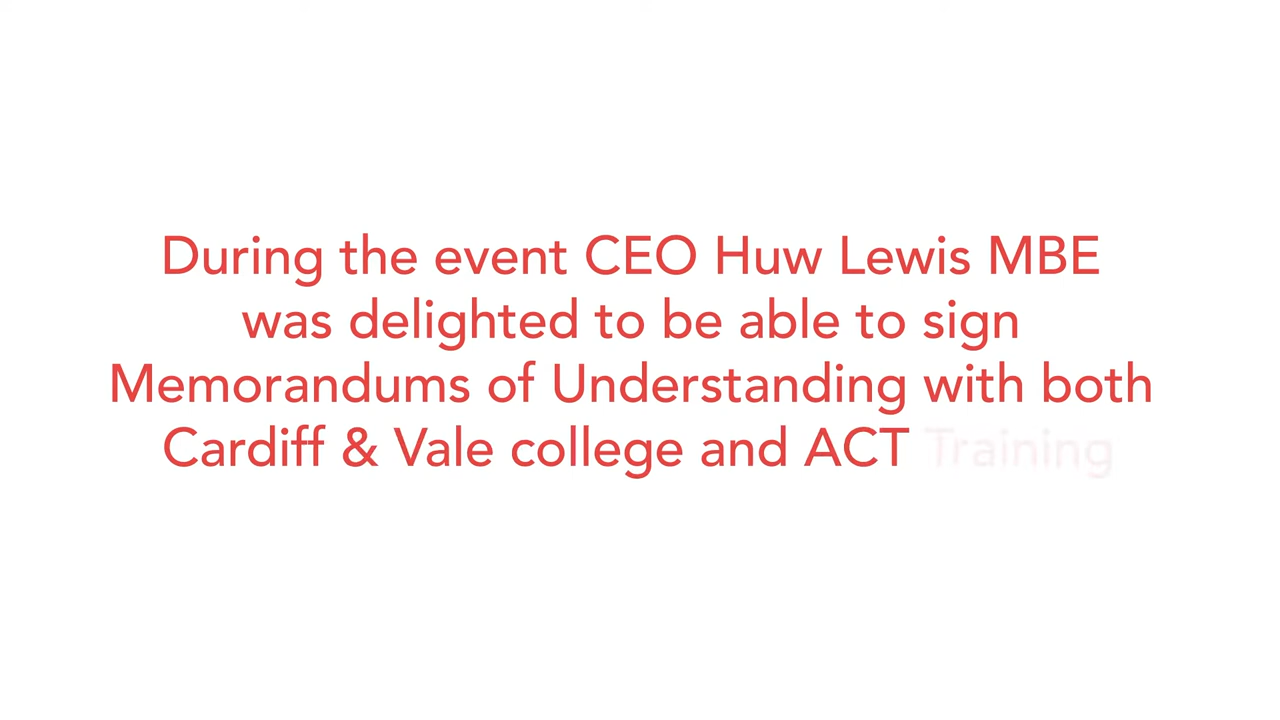 During the event CEO Huw Lewis MBE
was delighted to be able to sign
Memorandums of Understanding with both
Cardiff & Vale college and ACT Training